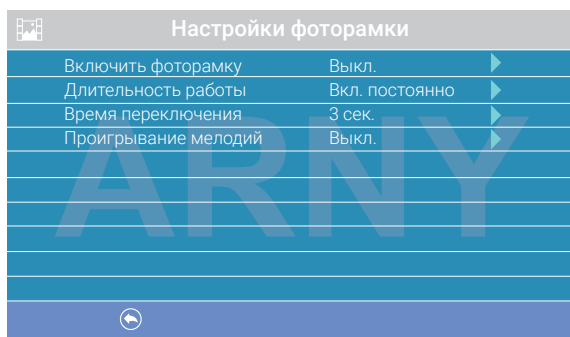 Настройки фоторамки
Включить фоторамку Выкл.
Длительность работы Вкл. постоянно
Время переключения 3 сек.
Проигрывание мелодий Выкл.
ARNY